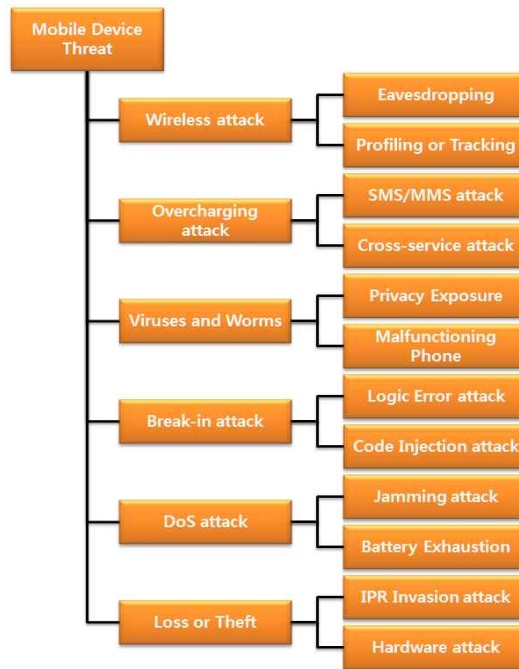 Mobile Device
Threat
Wireless attack
Eavesdropping
Profiling or Tracking
Overcharging
attack
SMS/MMS attack
Cross-service attack
Viruses and Worms
Privacy Exposure
Malfunctioning
Phone
Break-in attack
Logic Error attack
Code Injection attack
DoS attack
Jamming attack
Battery Exhaustion
Loss or Theft
IPR Invasion attack
Hardware attack